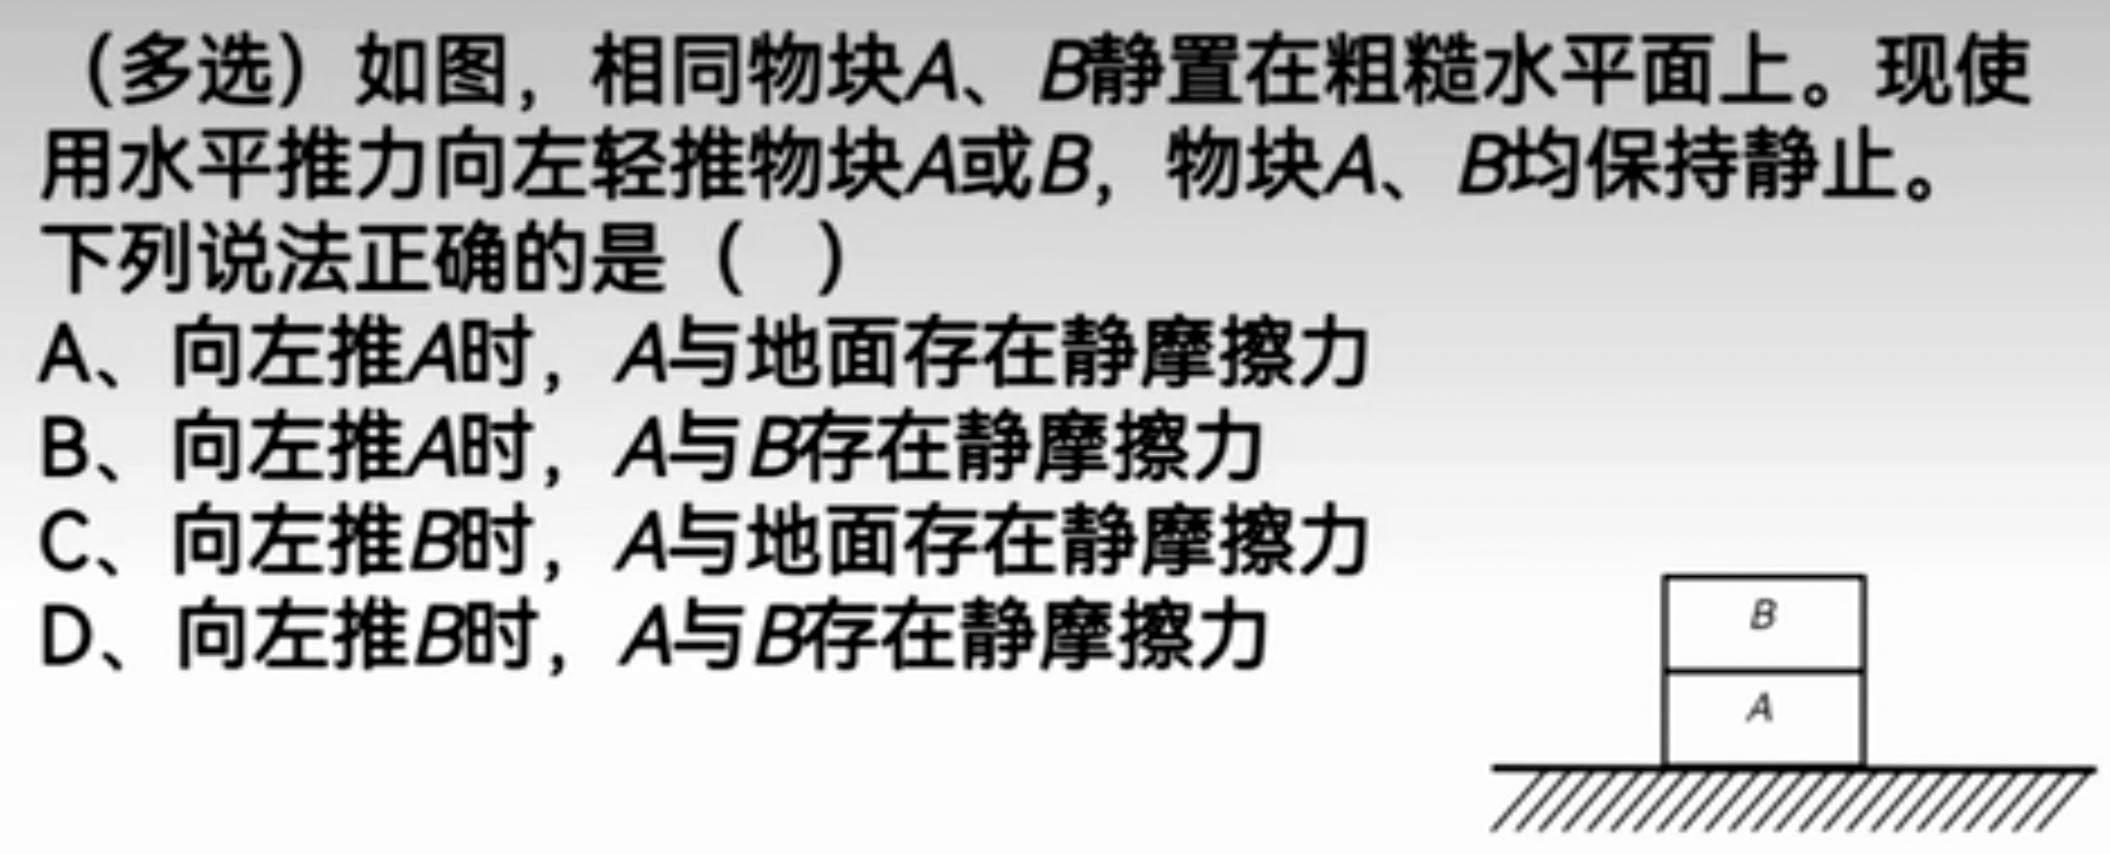 （多选）如图，相同物块A、B静置在粗糙水平面上。现使
用水平推力向左轻推物块A或B，物块A、B均保持静止。
下列说法正确的是（ ）
A、向左推A时，A与地面存在静摩擦力
B、向左推A时，A与B存在静摩擦力
C、向左推B时，A与地面存在静摩擦力
D、向左推B时，A与B存在静摩擦力
B
A